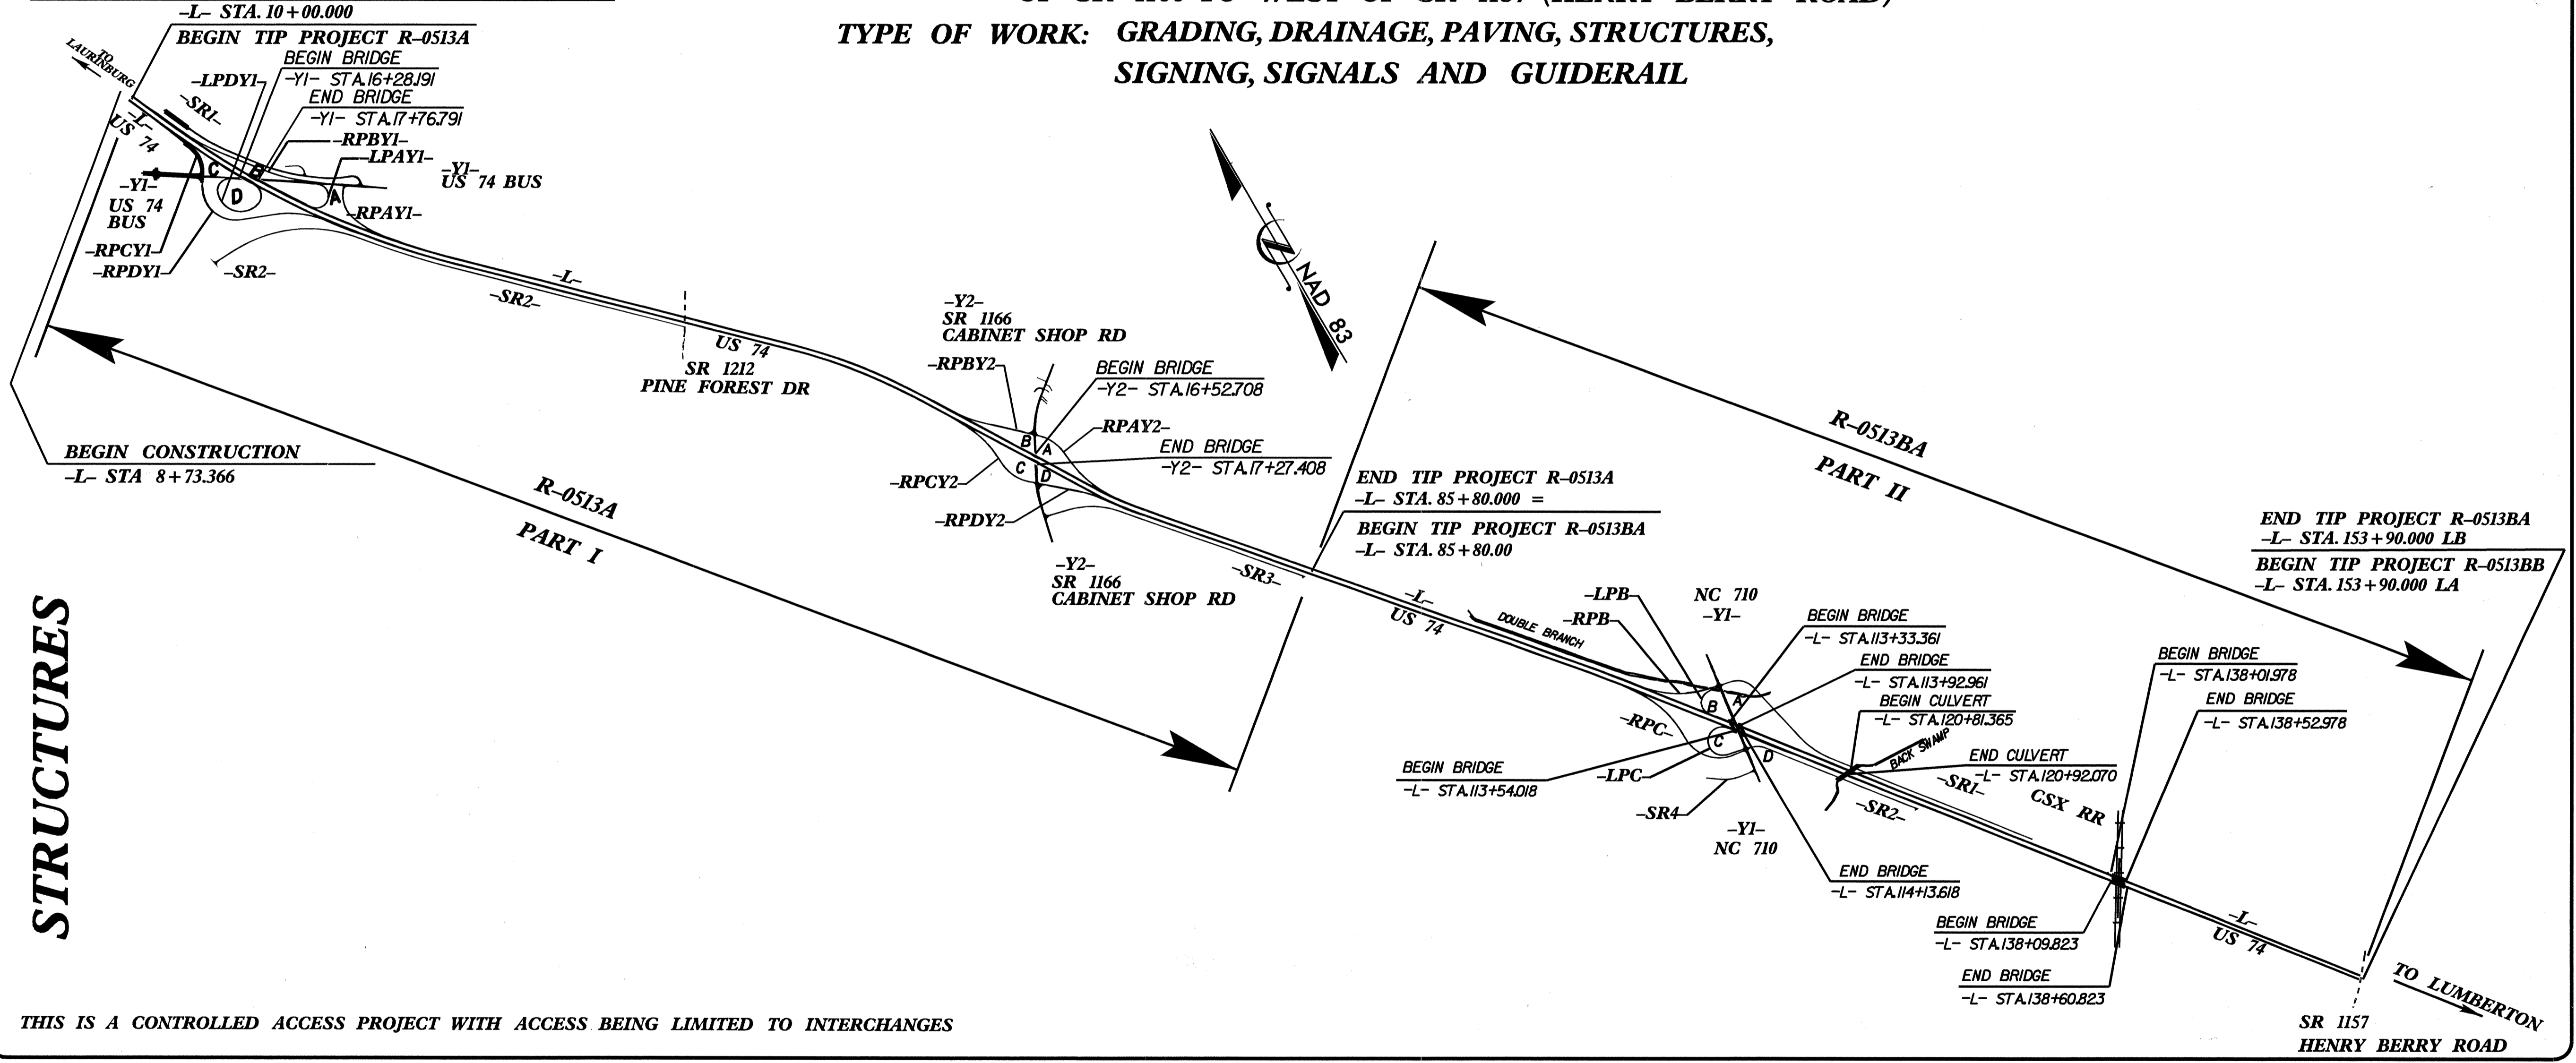 TYPE OF WORK: GRADING, DRAINAGE, PAVING, STRUCTURES,
SIGNING, SIGNALS AND GUIDERAIL
-L- STA. 10+00.000
BEGIN TIP PROJECT R-0513A
TO
LAURINBURG
BEGIN BRIDGE
-Y1- STA.16+28.191
END BRIDGE
-Y1- STA.17+76.791
-LPDY1-
-SR1-
-RPBY1-
-LPAY1-
-L-
US 74
-Y1-
US 74 BUS
C
B
D
A
-Y1-
US 74
BUS
-RPAY1-
-RPCY1-
-RPDY1-
-SR2-
-L-
-SR2-
US 74
SR 1212
PINE FOREST DR
BEGIN CONSTRUCTION
-L- STA 8+73.366
R-0513A
PART I
-Y2-
SR 1166
CABINET SHOP RD
-RPBY2-
BEGIN BRIDGE
-Y2- STA.16+52.708
-RPAY2-
END BRIDGE
-Y2- STA.17+27.408
B
A
C
D
-RPCY2-
-RPDY2-
-Y2-
SR 1166
CABINET SHOP RD
-SR3-
N
NAD 83
END TIP PROJECT R-0513A
-L- STA. 85+80.000 =
BEGIN TIP PROJECT R-0513BA
-L- STA. 85+80.00
R-0513BA
PART II
END TIP PROJECT R-0513BA
-L- STA. 153+90.000 LB
BEGIN TIP PROJECT R-0513BB
-L- STA. 153+90.000 LA
-L-
US 74
DOUBLE BRANCH
-LPB-
-RPB-
NC 710
-Y1-
BEGIN BRIDGE
-L- STA.113+33.361
END BRIDGE
-L- STA.113+92.961
BEGIN CULVERT
-L- STA.120+81.365
BACK SWAMP
END CULVERT
-L- STA.120+92.070
B
A
C
D
-RPC-
BEGIN BRIDGE
-L- STA.113+54.018
-LPC-
-SR4-
-Y1-
NC 710
END BRIDGE
-L- STA.114+13.618
-SR1-
-SR2-
CSX RR
BEGIN BRIDGE
-L- STA.138+01.978
END BRIDGE
-L- STA.138+52.978
BEGIN BRIDGE
-L- STA.138+09.823
END BRIDGE
-L- STA.138+60.823
-L-
US 74
TO LUMBERTON
SR 1157
HENRY BERRY ROAD
STRUCTURES
THIS IS A CONTROLLED ACCESS PROJECT WITH ACCESS BEING LIMITED TO INTERCHANGES